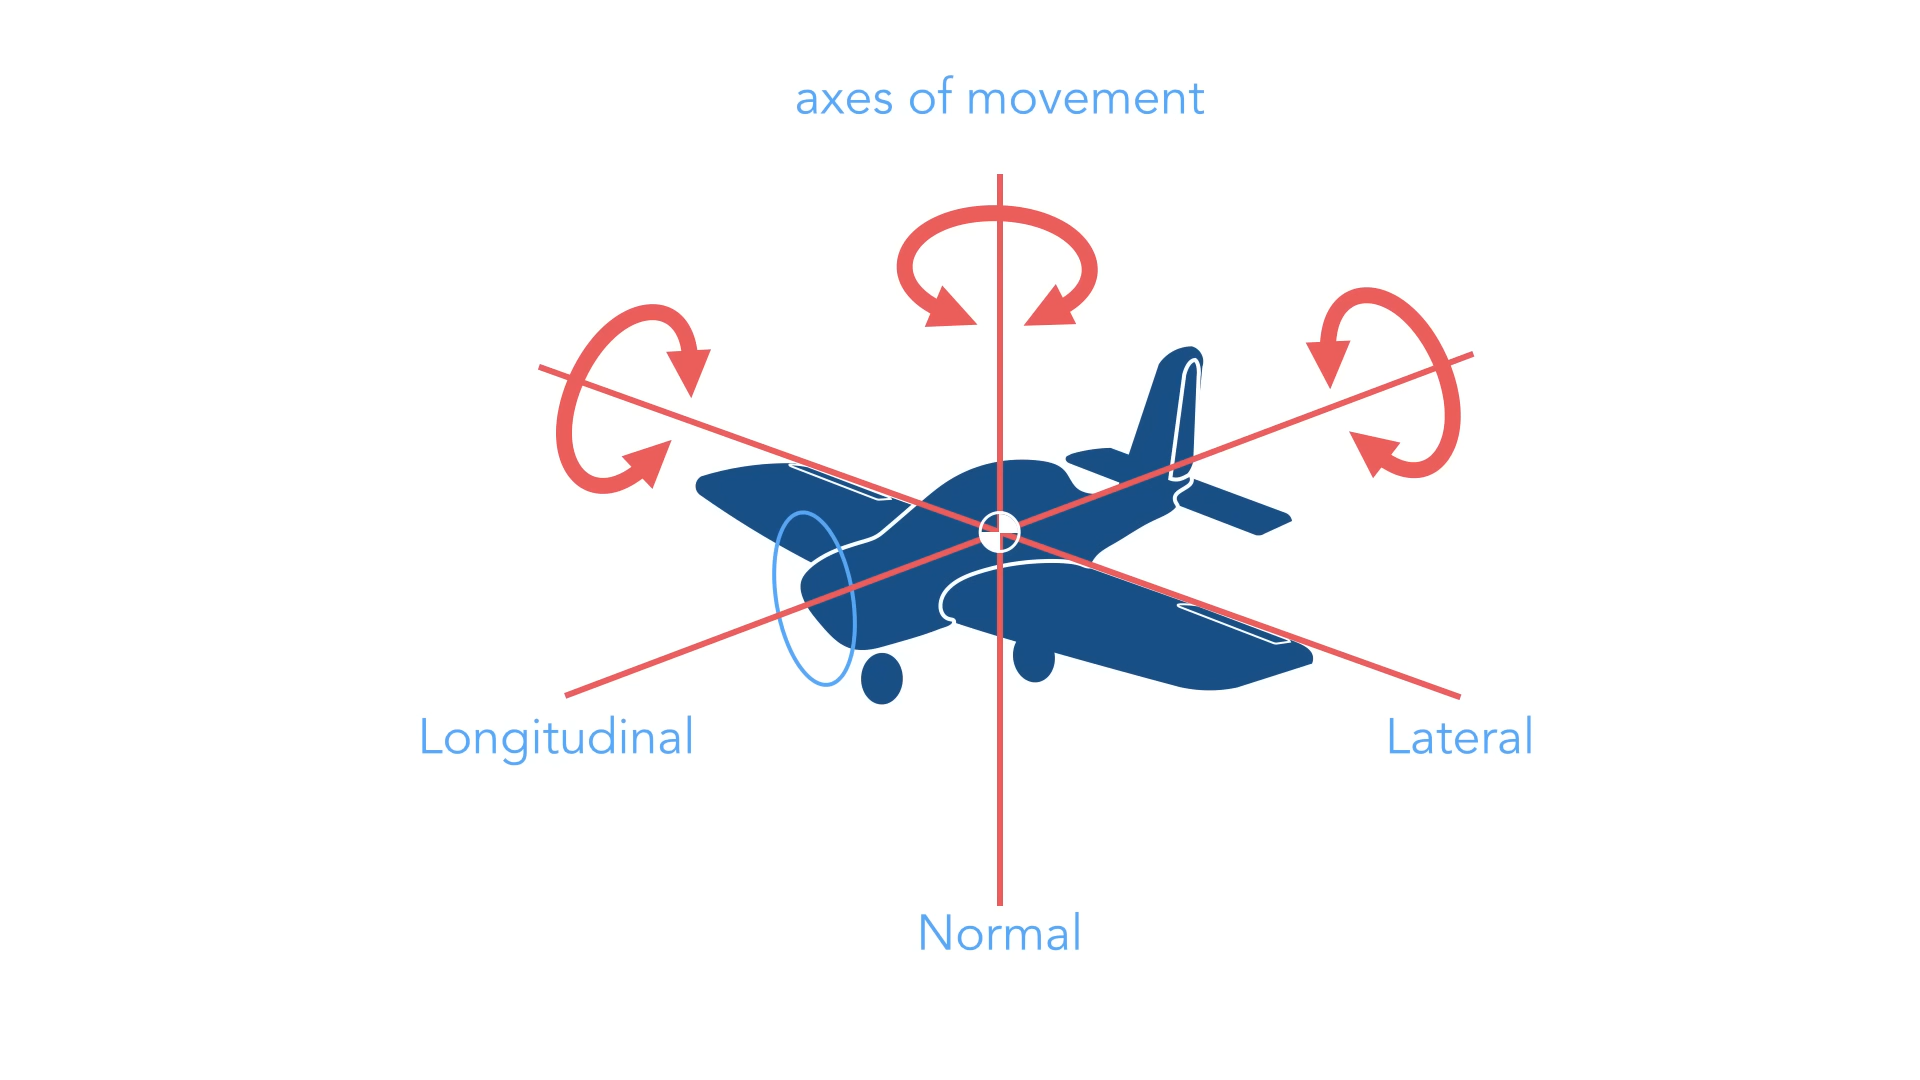 axes of movement
Longitudinal
Lateral
Normal